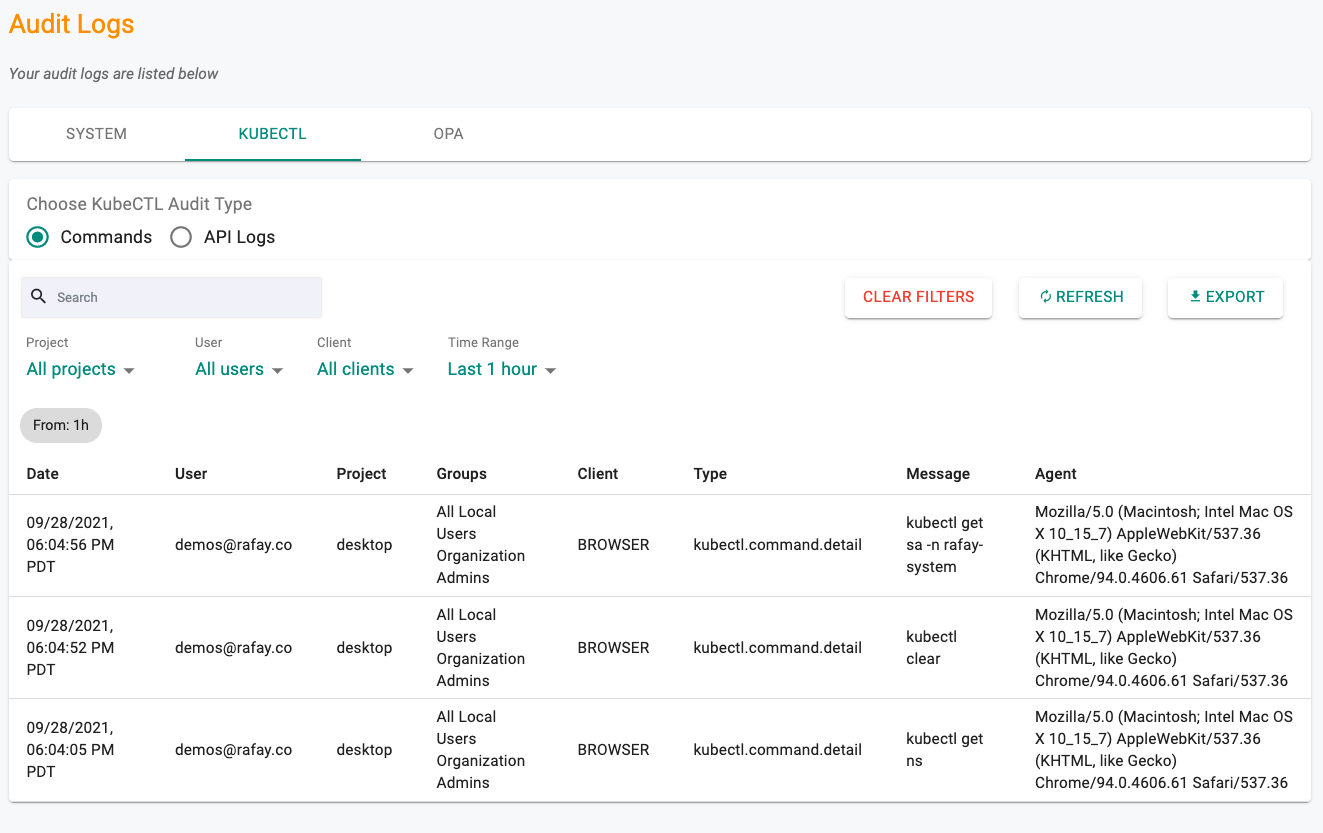 Audit Logs
Your audit logs are listed below
SYSTEM KUBECTL OPA
Choose KubeCTL Audit Type
Commands API Logs
Search CLEAR FILTERS REFRESH EXPORT
Project User Client Time Range
All projects All users All clients Last 1 hour
From: 1h
Date User Project Groups Client Type Message Agent
09/28/2021,
06:04:56 PM
PDT
demos@rafay.co
desktop
All Local
Users
Organization
Admins
BROWSER
kubectl.command.detail
kubectl get
sa -n rafay-
system
Mozilla/5.0 (Macintosh; Intel Mac OS
X 10_15_7) AppleWebKit/537.36
(KHTML, like Gecko)
Chrome/94.0.4606.61 Safari/537.36
09/28/2021,
06:04:52 PM
PDT
demos@rafay.co
desktop
All Local
Users
Organization
Admins
BROWSER
kubectl.command.detail
kubectl
clear
Mozilla/5.0 (Macintosh; Intel Mac OS
X 10_15_7) AppleWebKit/537.36
(KHTML, like Gecko)
Chrome/94.0.4606.61 Safari/537.36
09/28/2021,
06:04:05 PM
PDT
demos@rafay.co
desktop
All Local
Users
Organization
Admins
BROWSER
kubectl.command.detail
kubectl get
ns
Mozilla/5.0 (Macintosh; Intel Mac OS
X 10_15_7) AppleWebKit/537.36
(KHTML, like Gecko)
Chrome/94.0.4606.61 Safari/537.36